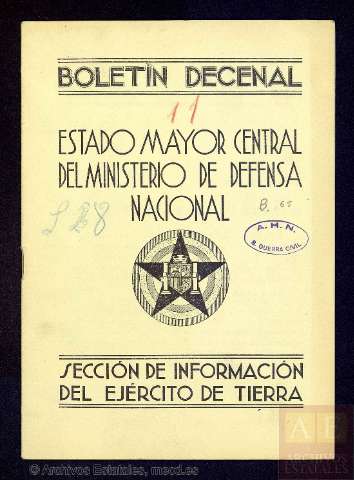 BOLETÍN DECENAL
11
ESTADO MAYOR CENTRAL
DEL MINISTERIO DE DEFENSA
NACIONAL
B. 65
A.H.N.
B. GUERRA CIVIL
SECCIÓN DE INFORMACIÓN
DEL EJÉRCITO DE TIERRA
AE
ARCHIVOS
ESTATALES
© Archivos Estatales, mecd.es